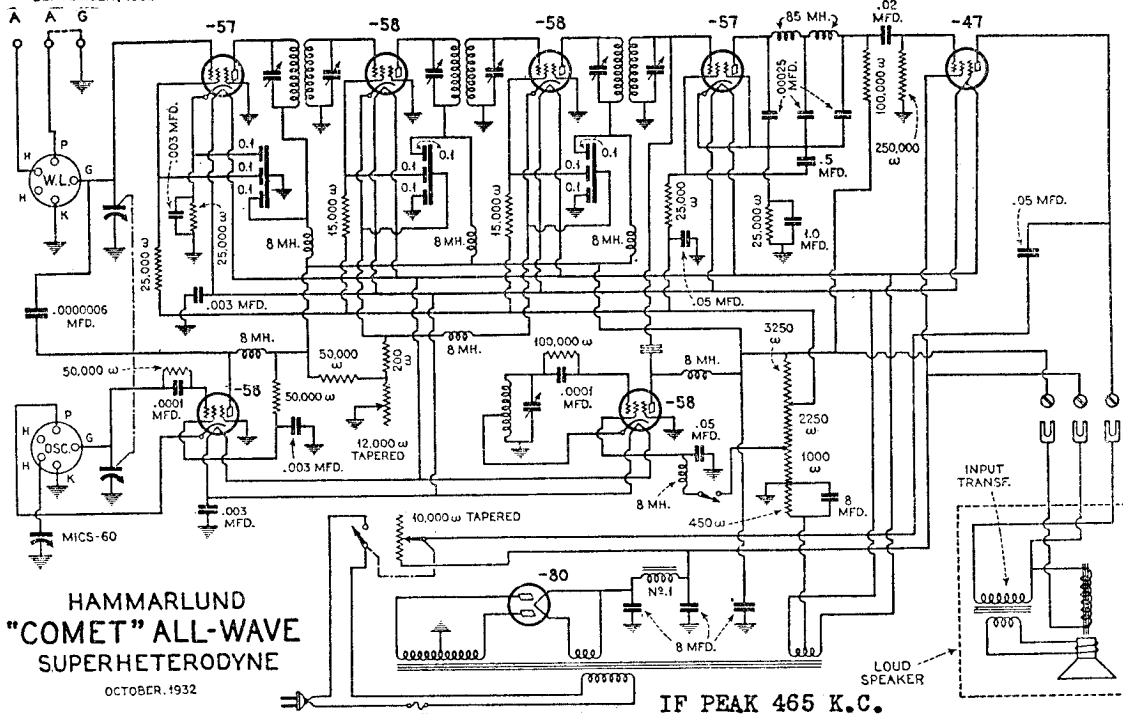 A A G
-57
-58
-58
-57
85 MH.
.02
MFD.
-47
.00025
MFD.
100,000 ω
250,000
ω
H
P
G
W.L.
H
K
.003 MFD.
0.1
0.1
0.1
0.1
0.1
0.1
0.1
0.1
0.1
25,000 ω
25,000 ω
8 MH.
15,000 ω
8 MH.
15,000 ω
8 MH.
25,000
ω
.5
MFD.
25,000 ω
1.0
MFD.
.05 MFD.
.05 MFD.
.003 MFD.
.0000006
MFD.
8 MH.
50,000
ω
200
ω
8 MH.
100,000 ω
8 MH.
3250
ω
50,000 ω
.0001
MFD.
-58
50,000 ω
.003 MFD.
12,000 ω
TAPERED
.0001
MFD.
-58
.05
MFD.
2250
ω
1000
ω
H
P
G
OSC.
H
K
8 MH.
450 ω
8
MFD.
INPUT
TRANSF.
.003
MFD.
MICS-60
10,000 ω TAPERED
-80
Nº.1
8 MFD.
LOUD
SPEAKER
HAMMARLUND
"COMET" ALL-WAVE
SUPERHETERODYNE
OCTOBER, 1932
IF PEAK 465 K.C.